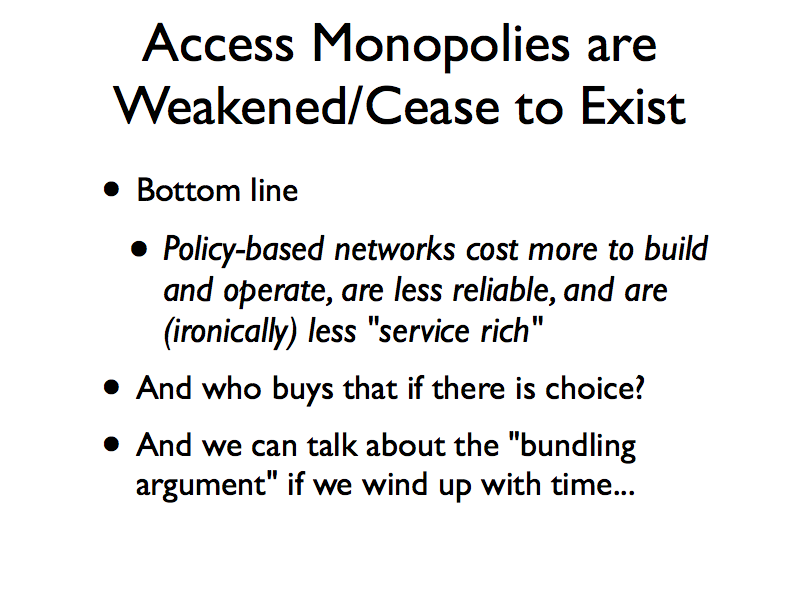 Access Monopolies are
Weakened/Cease to Exist
• Bottom line
• Policy-based networks cost more to build
and operate, are less reliable, and are
(ironically) less "service rich"
• And who buys that if there is choice?
• And we can talk about the "bundling
argument" if we wind up with time...